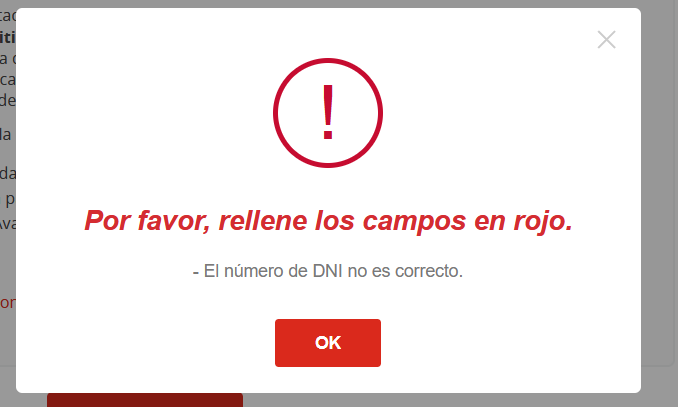 !
Por favor, rellene los campos en rojo.
- El número de DNI no es correcto.
OK